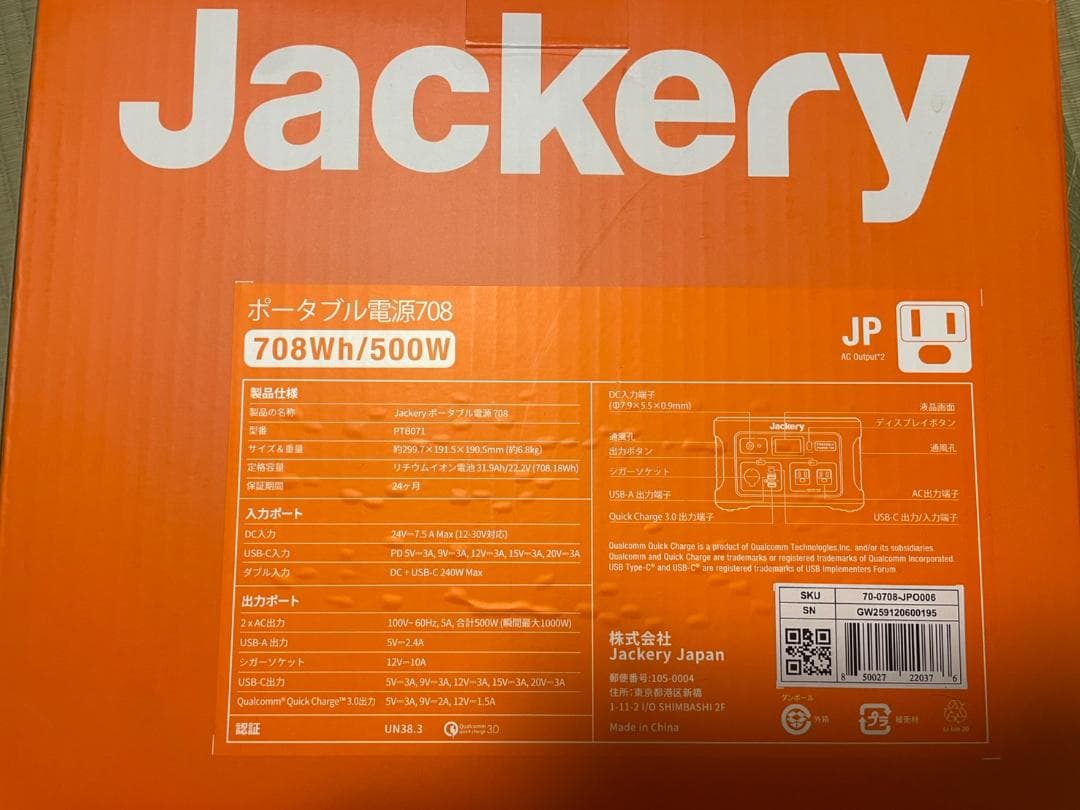 Jackery
ポータブル電源708
708Wh/500W
JP
AC Output*2
製品仕様
製品の名称 Jackery ポータブル電源 708
型番 PTB071
サイズ&重量 約299.7×191.5×190.5mm (約6.8kg)
定格容量 リチウムイオン電池 31.9Ah/22.2V (708.18Wh)
保証期間 24ヶ月
入力ポート
DC入力 24V⎓7.5 A Max (12-30V対応)
USB-C入力 PD 5V⎓3A, 9V⎓3A, 12V⎓3A, 15V⎓3A, 20V⎓3A
ダブル入力 DC + USB-C 240W Max
出力ポート
2 x AC出力 100V~ 60Hz, 5A, 合計500W (瞬間最大1000W)
USB-A 出力 5V⎓2.4A
シガーソケット 12V⎓10A
USB-C出力 5V⎓3A, 9V⎓3A, 12V⎓3A, 15V⎓3A, 20V⎓3A
Qualcomm® Quick Charge™ 3.0出力 5V⎓3A, 9V⎓2A, 12V⎓1.5A
認証 UN38.3 Qualcomm quick charge 3.0
DC入力端子
(Φ7.9×5.5×0.9mm)
通風孔
出力ボタン
シガーソケット
USB-A 出力端子
Quick Charge 3.0 出力端子
Jackery
液晶画面
ディスプレイボタン
通風孔
AC出力端子
USB-C 出力/入力端子
Qualcomm Quick Charge is a product of Qualcomm Technologies, Inc. and/or its subsidiaries.
Qualcomm and Quick Charge are trademarks or registered trademarks of Qualcomm Incorporated.
USB Type-C® and USB-C® are registered trademarks of USB Implementers Forum
SKU 70-0708-JPO006
SN GW259120600195
8 50027 22037 6
株式会社
Jackery Japan
郵便番号:105-0004
住所:東京都港区新橋
1-11-2 I/O SHIMBASHI 2F
Made in China
ダンボール
外箱
プラ
緩衝材
Li-ion 20